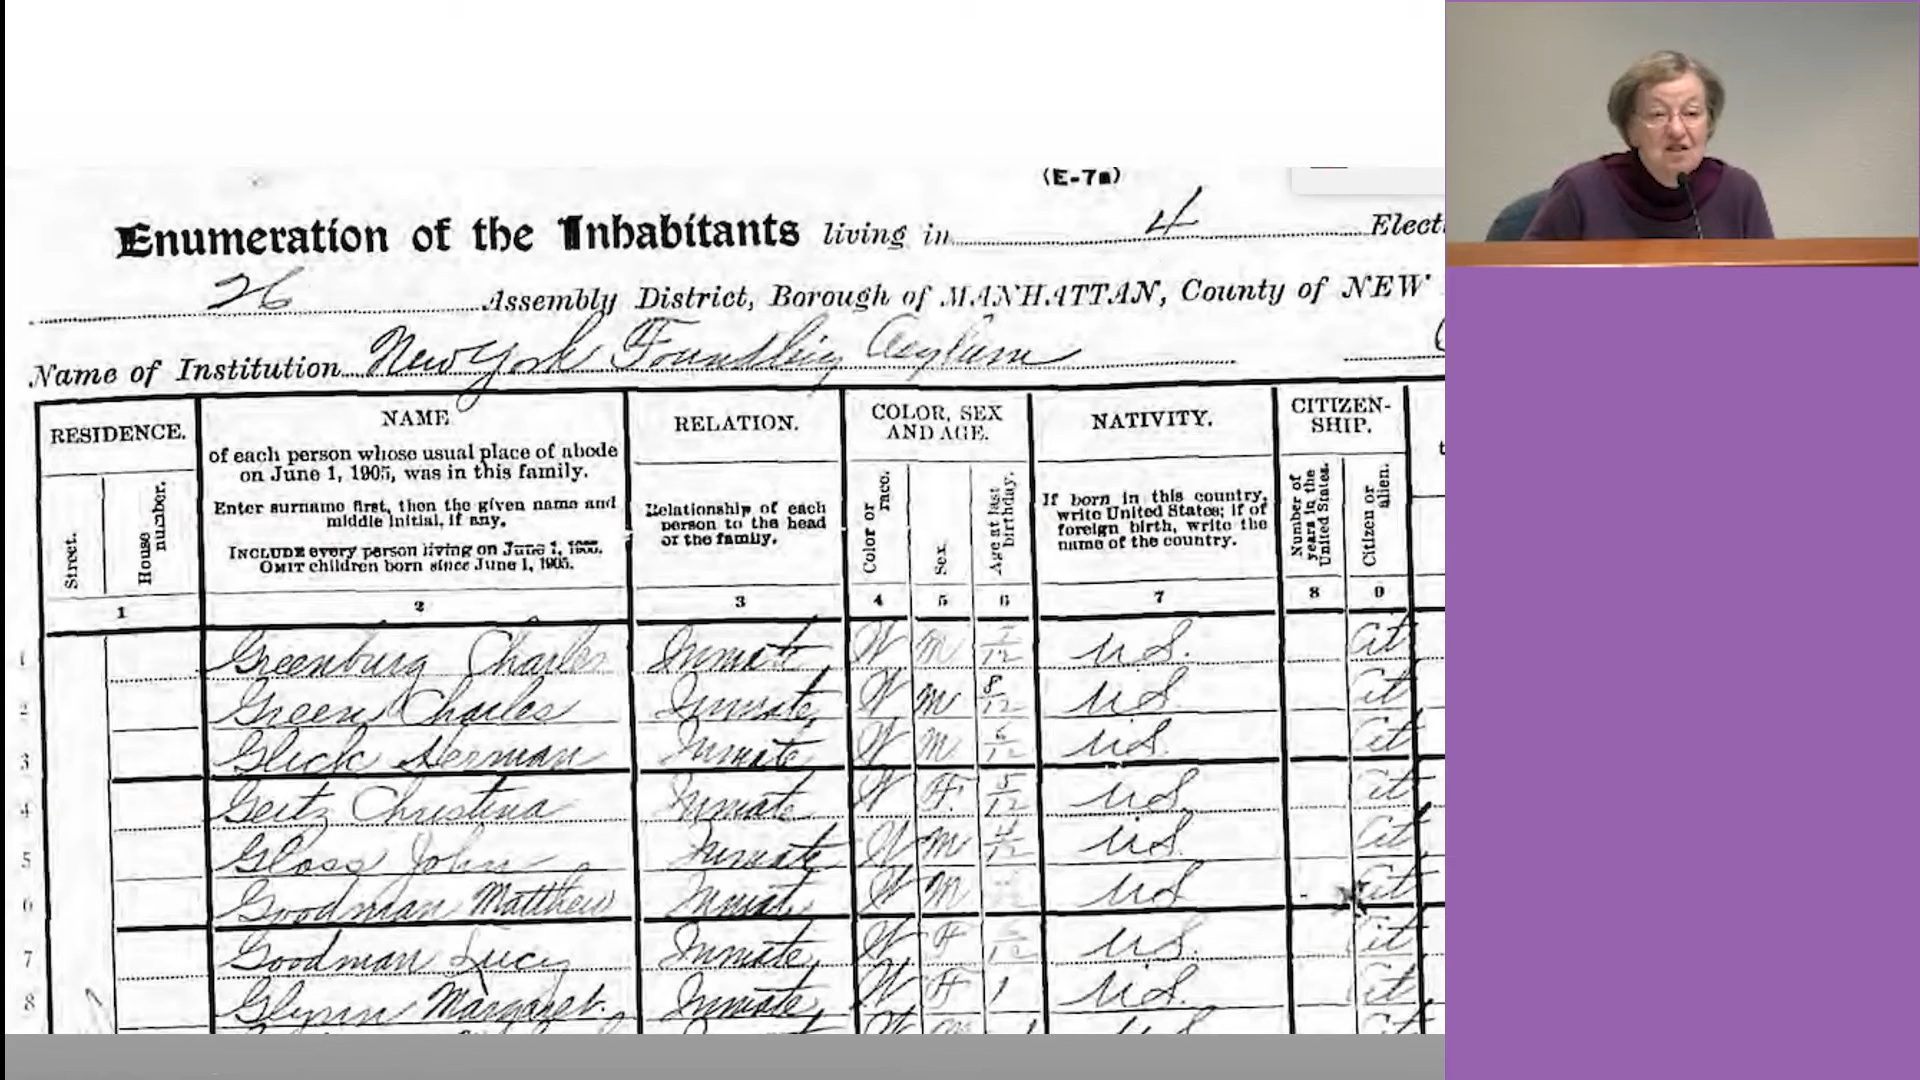 (E-7a)
Enumeration of the Inhabitants living in 4 Elect
26 Assembly District, Borough of MANHATTAN, County of NEW
Name of Institution New York Foundling Asylum
RESIDENCE.
Street.
House number.
1
NAME
of each person whose usual place of abode
on June 1, 1905, was in this family.
Enter surname first, then the given name and
middle initial, if any.
INCLUDE every person living on June 1,
OMIT children born since June 1, 1905.
2
RELATION.
Relationship of each
person to the head
of the family.
3
COLOR, SEX
AND AGE.
Color or race.
Sex.
Age at last birthday.
4 5 6
NATIVITY.
If born in this country,
write United States; if of
foreign birth, write the
name of the country.
7
CITIZEN-
SHIP.
Number of years in the United States.
Citizen or alien.
8 9
1 Greenburg Charles Inmate W M U.S. Cit
Green Charles Inmate W M 8/12 U.S. Cit
3 Glick Herman Inmate W M U.S. Cit
4 Geitz Christina Inmate W F. 5/12 U.S. Cit
5 Gloss John Inmate W M 4/12 U.S. Cit
6 Goodman Matthew Inmate W M U.S. Cit
7 Goodman Lucy Inmate W F U.S. Cit
8 Glynn Margaret. Inmate W F 1 U.S. Cit